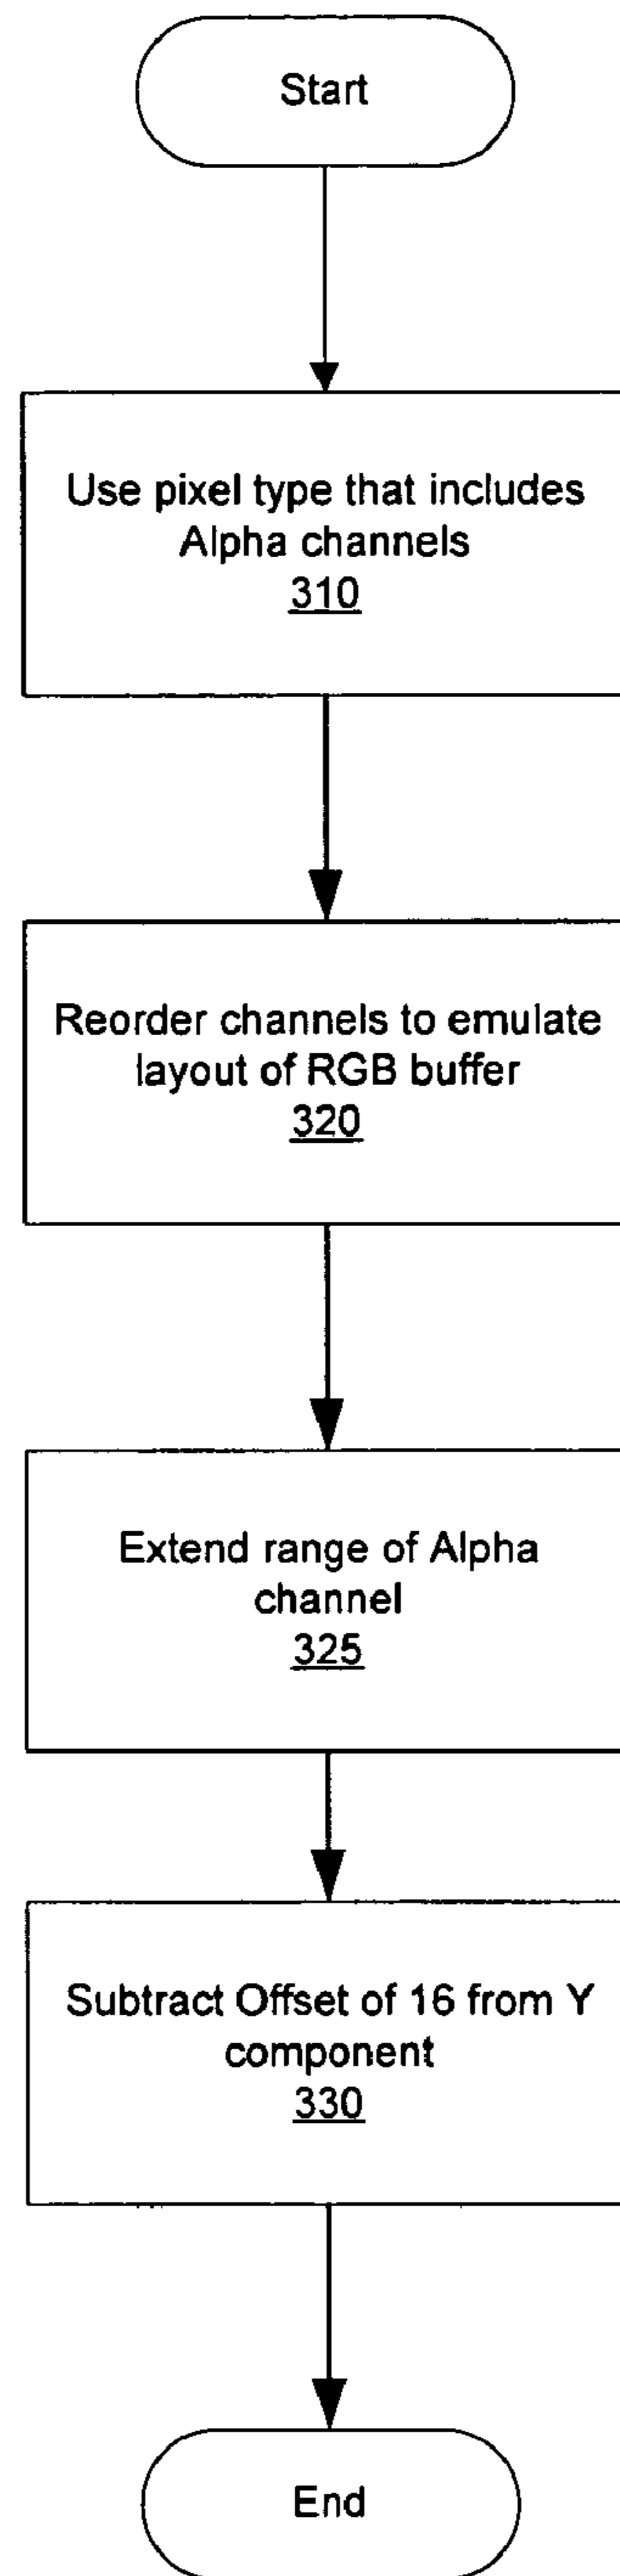 Start
Use pixel type that includes
Alpha channels
310
Reorder channels to emulate
layout of RGB buffer
320
Extend range of Alpha
channel
325
Subtract Offset of 16 from Y
component
330
End